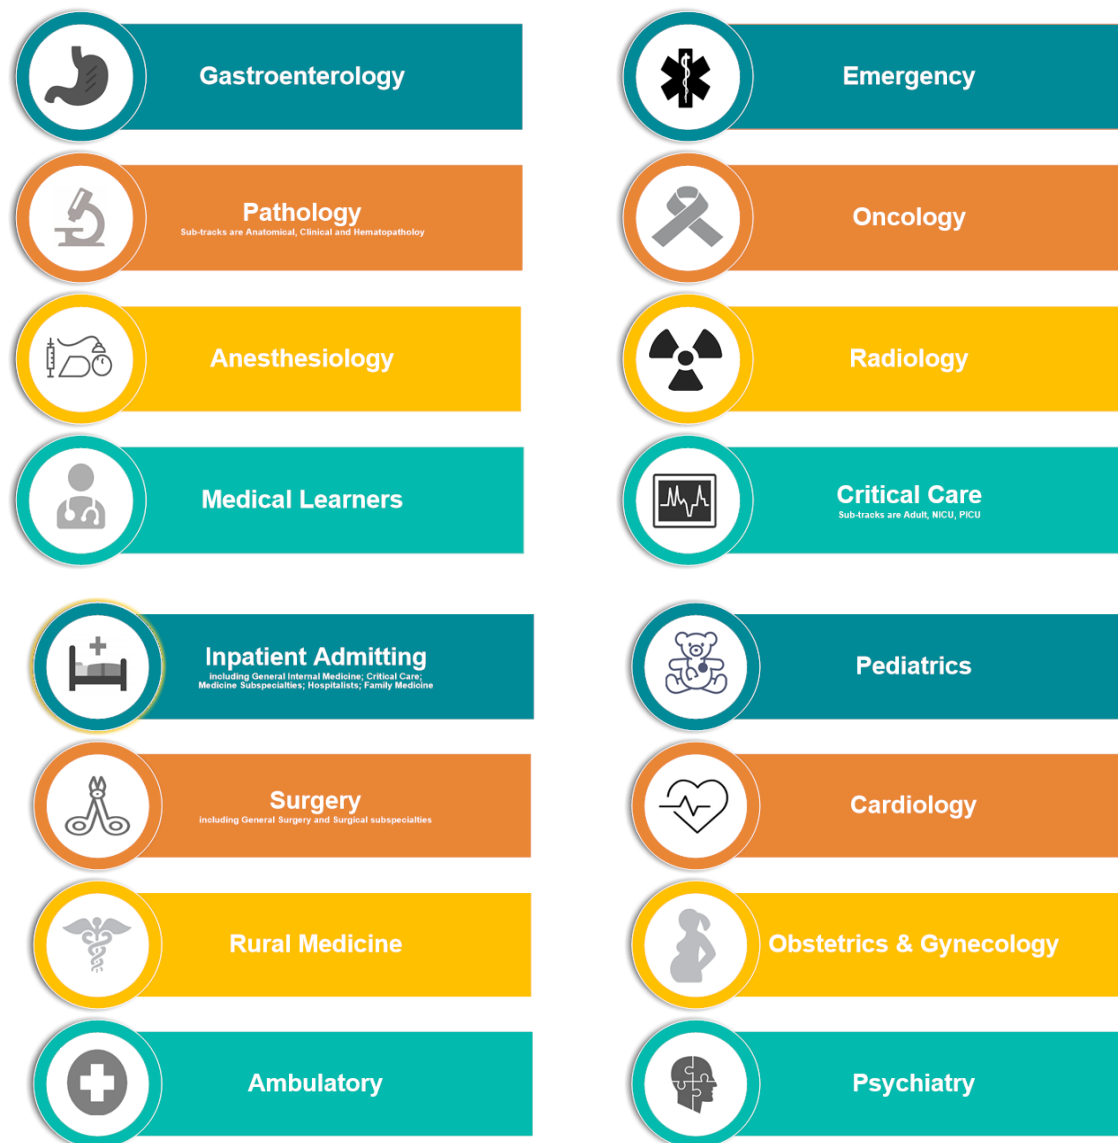 Gastroenterology
Emergency
Pathology
Sub-tracks are Anatomical, Clinical and Hematopatholoy
Oncology
Anesthesiology
Radiology
Medical Learners
Critical Care
Sub-tracks are Adult, NICU, PICU
Inpatient Admitting
including General Internal Medicine; Critical Care;
Medicine Subspecialties; Hospitalists; Family Medicine
Pediatrics
Surgery
including General Surgery and Surgical subspecialties
Cardiology
Rural Medicine
Obstetrics & Gynecology
Ambulatory
Psychiatry